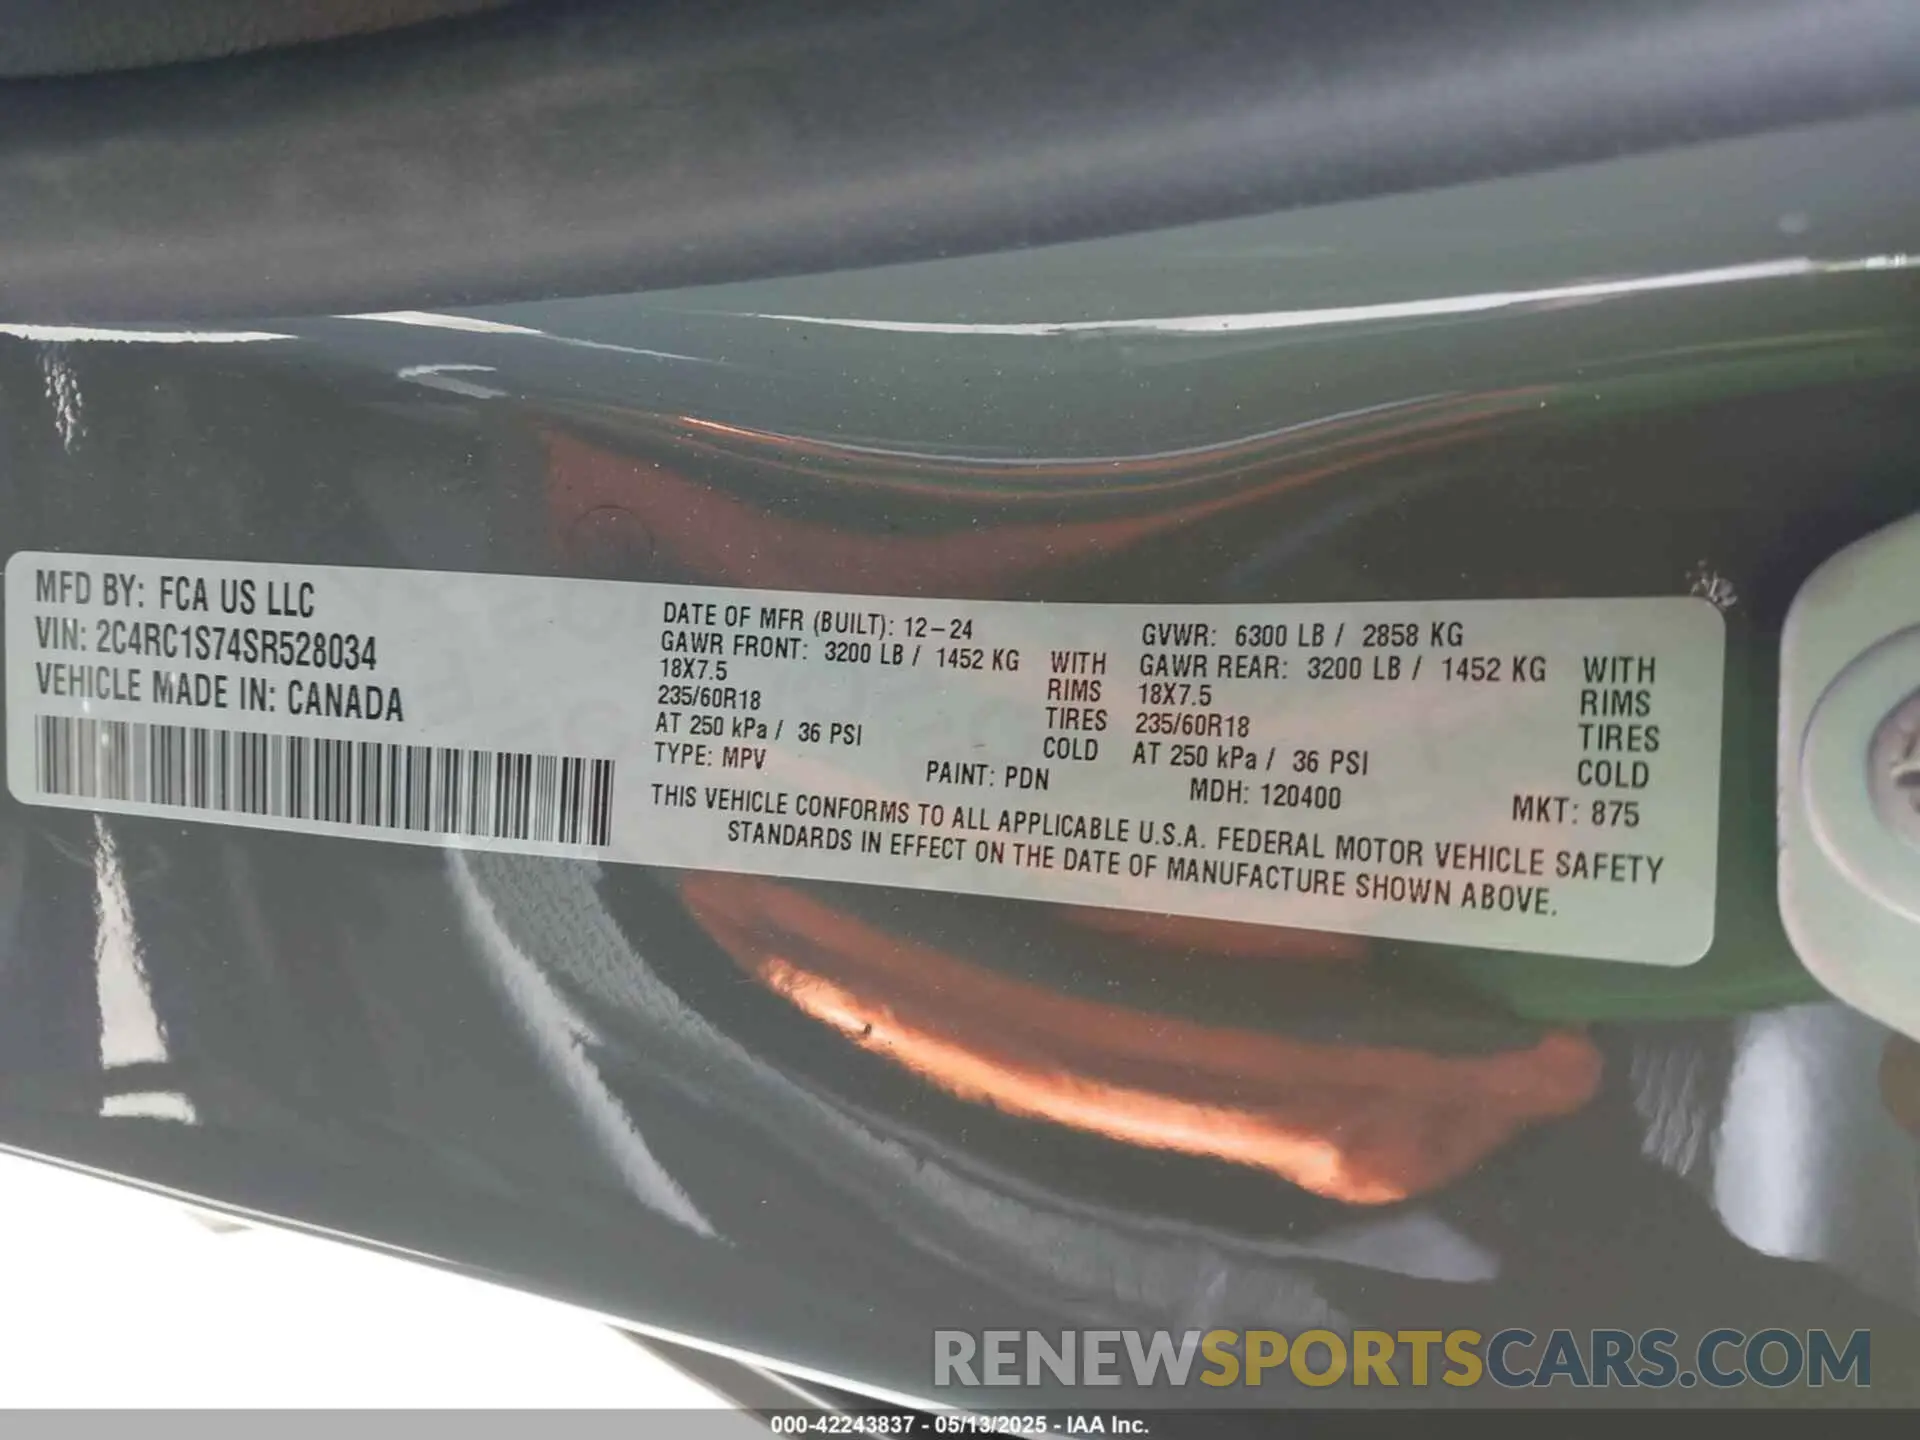 MFD BY: FCA US LLC
VIN: 2C4RC1S74SR528034
VEHICLE MADE IN: CANADA
DATE OF MFR (BUILT): 12-24
GAWR FRONT: 3200 LB / 1452 KG WITH
18X7.5 RIMS
235/60R18 TIRES
AT 250 kPa / 36 PSI COLD
TYPE: MPV
PAINT: PDN
GVWR: 6300 LB / 2858 KG
GAWR REAR: 3200 LB / 1452 KG WITH
18X7.5 RIMS
235/60R18 TIRES
AT 250 kPa / 36 PSI COLD
MDH: 120400
MKT: 875
THIS VEHICLE CONFORMS TO ALL APPLICABLE U.S.A. FEDERAL MOTOR VEHICLE SAFETY
STANDARDS IN EFFECT ON THE DATE OF MANUFACTURE SHOWN ABOVE.
RENEWSPORTSCARS.COM
000-42243837 - 05/13/2025 - IAA Inc.